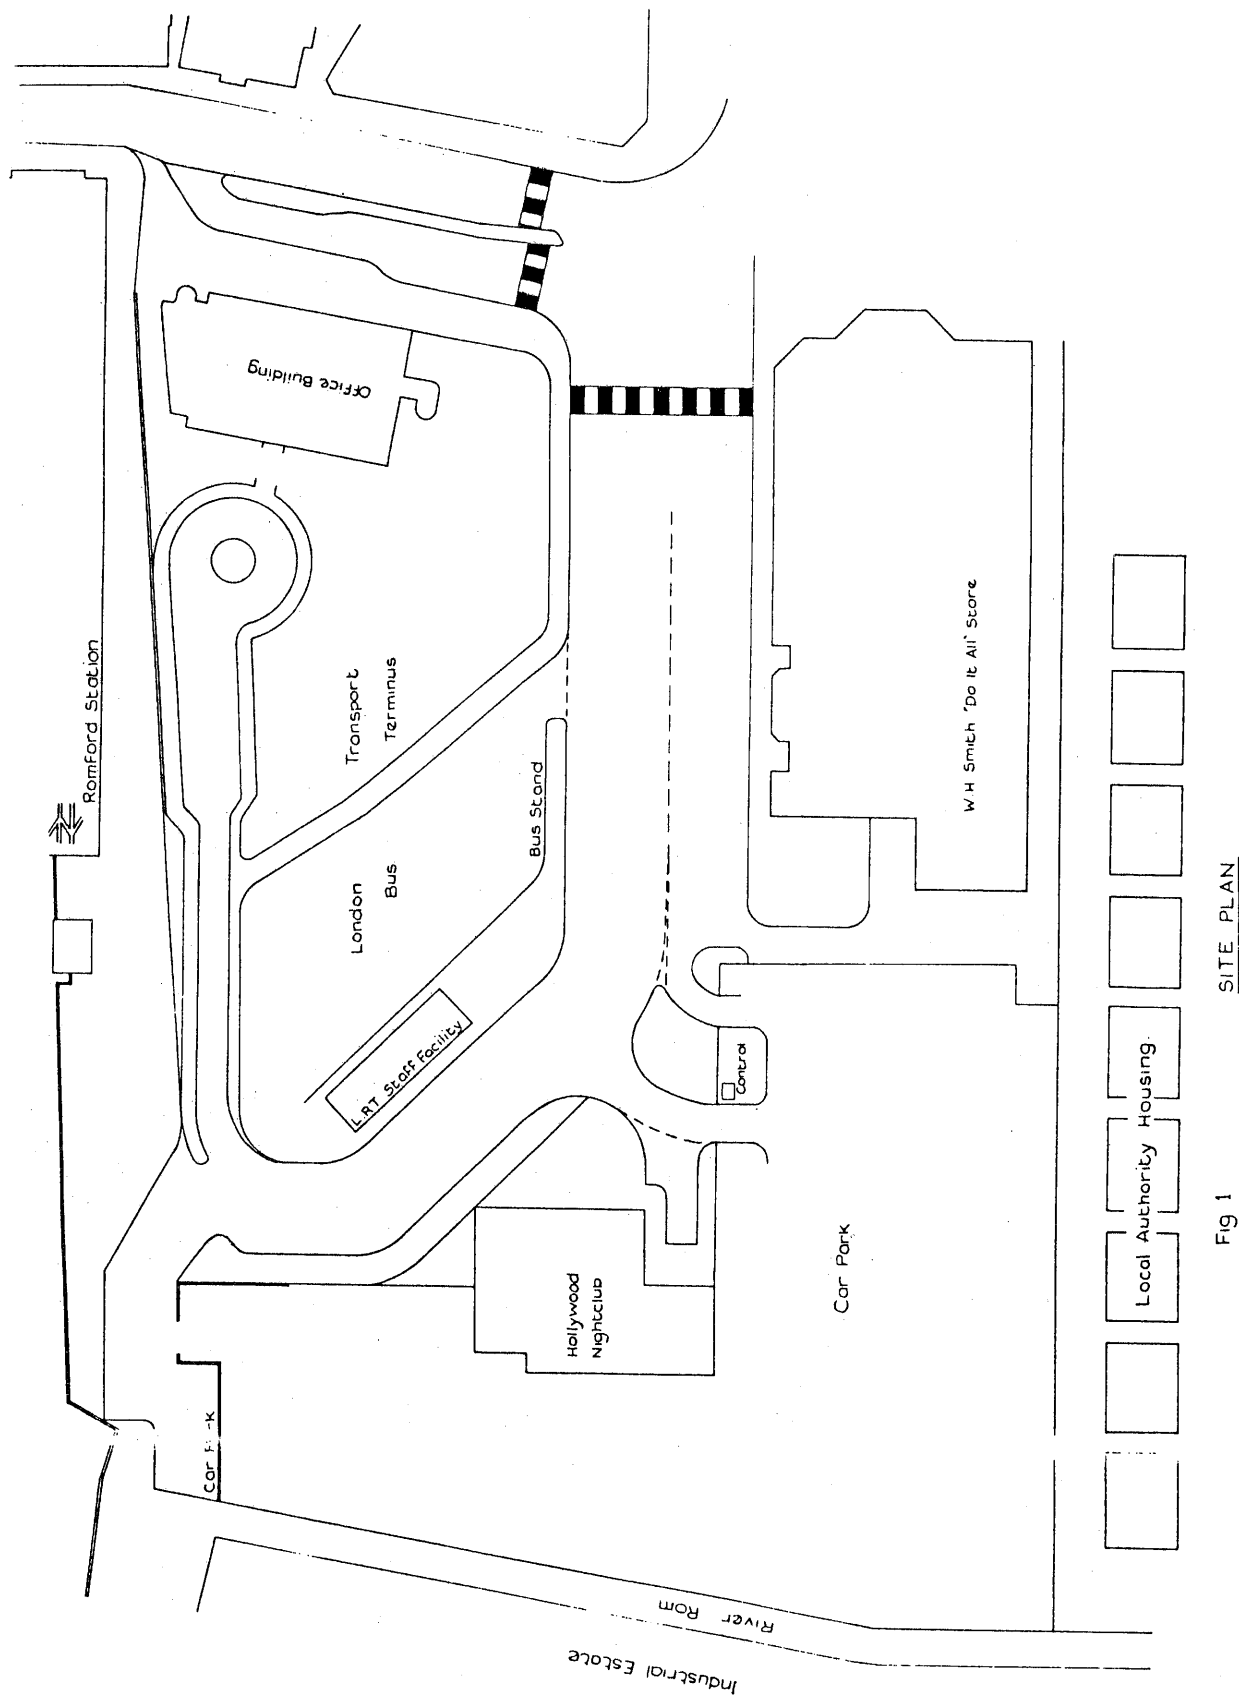 Romford Station
Office Building
London Transport
Bus Terminus
Bus Stand
L.R.T Staff Facility
Control
Hollywood
Nightclub
Car Park
Car
W.H Smith 'Do It All' Store
Local Authority Housing
River Rom
Industrial Estate
Fig 1
SITE PLAN